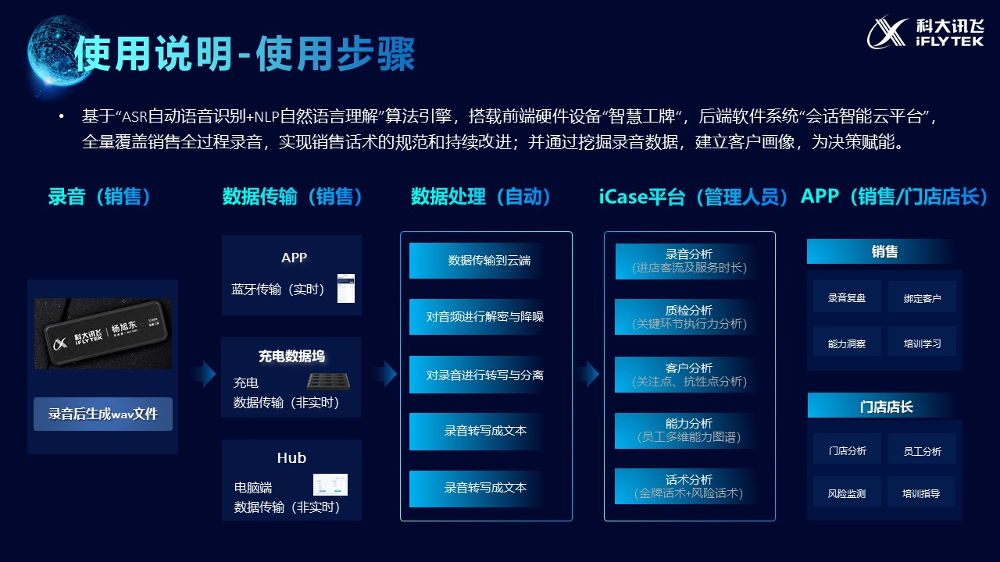 使用说明-使用步骤
科大讯飞
iFLYTEK
• 基于“ASR自动语音识别+NLP自然语言理解”算法引擎，搭载前端硬件设备“智慧工牌“，后端软件系统“会话智能云平台”，
全量覆盖销售全过程录音，实现销售话术的规范和持续改进；并通过挖掘录音数据，建立客户画像，为决策赋能。
录音（销售）
科大讯飞
iFLYTEK
杨旭东
录音后生成wav文件
数据传输（销售）
APP
蓝牙传输（实时）
充电数据坞
充电
数据传输（非实时）
Hub
电脑端
数据传输（非实时）
数据处理（自动）
数据传输到云端
对音频进行解密与降噪
对录音进行转写与分离
录音转写成文本
录音转写成文本
iCase平台（管理人员）
录音分析
（进店客流及服务时长）
质检分析
（关键环节执行力分析）
客户分析
（关注点、抗性点分析）
能力分析
（员工多维能力图谱）
话术分析
（金牌话术+风险话术）
APP（销售/门店店长）
销售
录音复盘
绑定客户
能力洞察
培训学习
门店店长
门店分析
员工分析
风险监测
培训指导